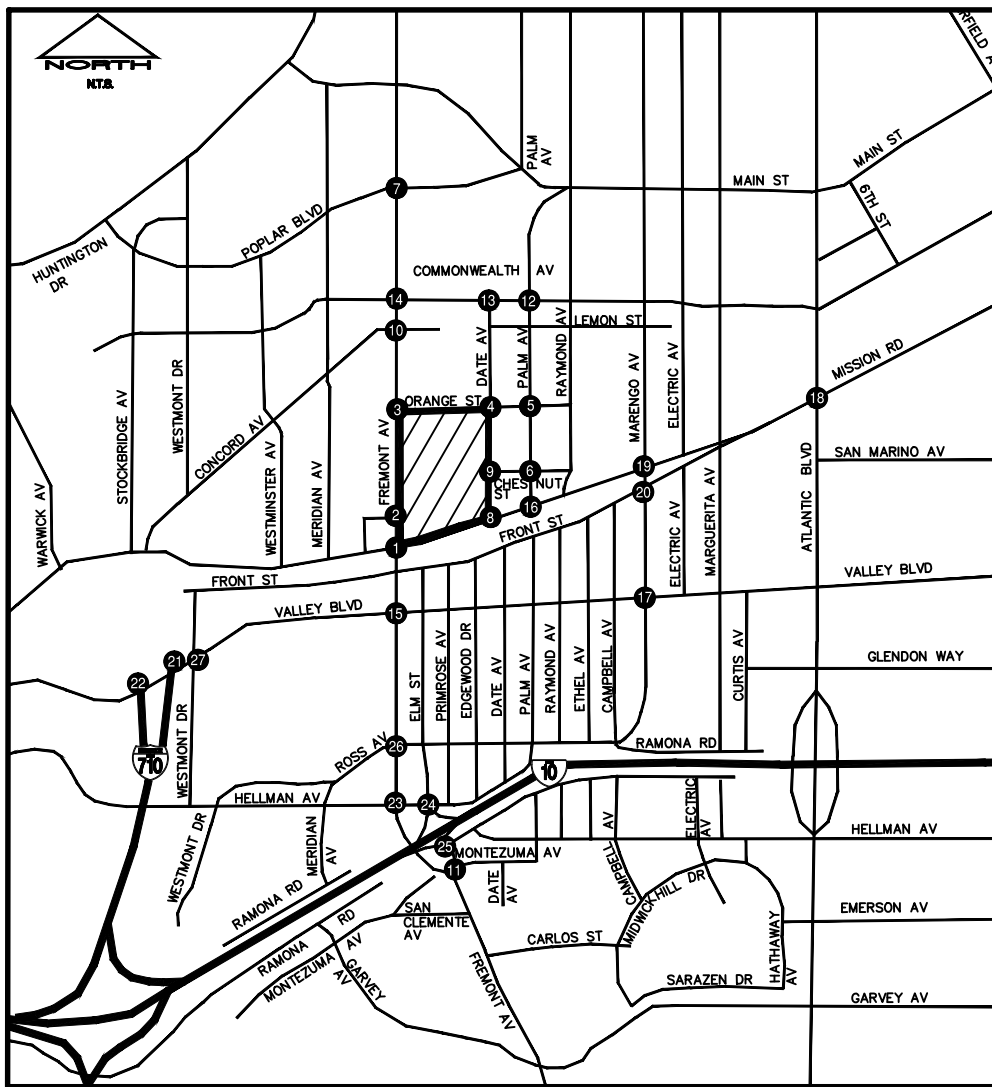 NORTH
N.T.S.
RFIELD A
PALM
AV
MAIN ST
MAIN ST
6TH ST
7
POPLAR BLVD
HUNTINGTON
DR
COMMONWEALTH AV
14
13
12
10
LEMON ST
DATE AV
PALM AV
RAYMOND AV
MISSION RD
STOCKBRIDGE AV
WESTMONT DR
CONCORD AV
ORANGE ST
3
4
5
MARENGO AV
ELECTRIC AV
18
FREMONT AV
WARWICK AV
WESTMINSTER AV
MERIDIAN AV
9
6
19
SAN MARINO AV
CHESTNUT
ST
20
ATLANTIC BLVD
2
8
16
1
FRONT ST
ELECTRIC AV
MARGUERITA AV
FRONT ST
VALLEY BLVD
VALLEY BLVD
15
17
21
27
22
ELM ST
PRIMROSE AV
EDGEWOOD DR
DATE AV
PALM AV
RAYMOND AV
ETHEL AV
CAMPBELL AV
CURTIS AV
GLENDON WAY
WESTMONT DR
710
ROSS AV
26
RAMONA RD
10
HELLMAN AV
23
24
WESTMONT DR
MERIDIAN
AV
25
MONTEZUMA AV
11
ELECTRIC
AV
HELLMAN AV
RAMONA RD
DATE
AV
CAMPBELL AV
MIDWICKHILL DR
SAN
CLEMENTE
AV
EMERSON AV
RAMONA RD
MONTEZUMA AV
GARVEY
AV
CARLOS ST
FREMONT AV
HATHAWAY
AV
SARAZEN DR
GARVEY AV